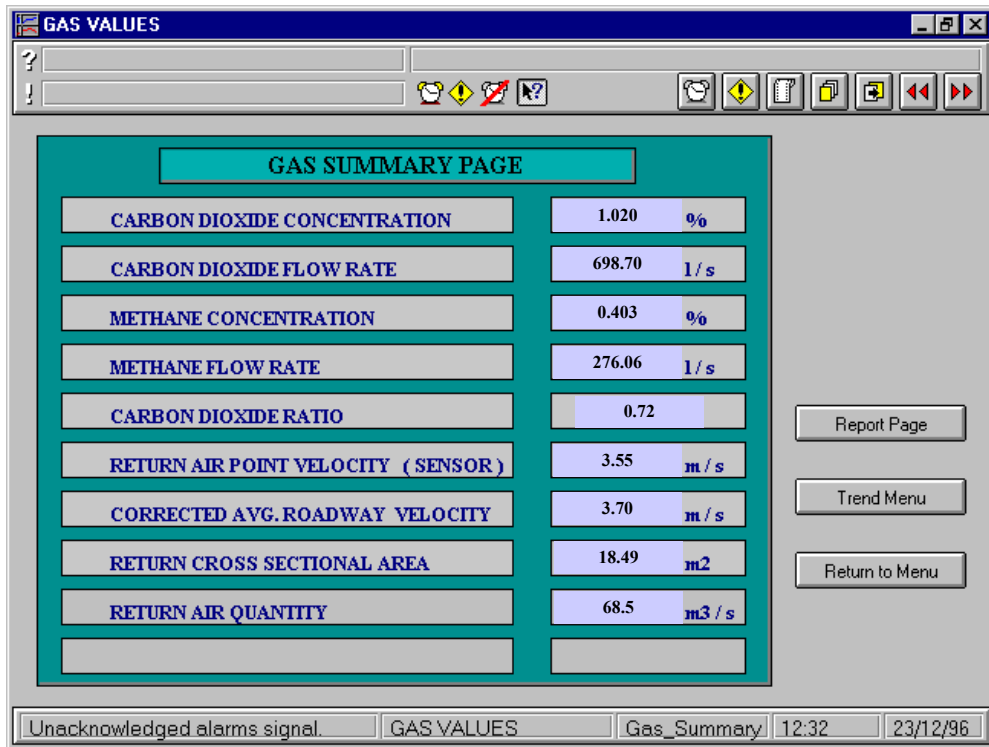 GAS VALUES
?
!
GAS SUMMARY PAGE
CARBON DIOXIDE CONCENTRATION 1.020 %
CARBON DIOXIDE FLOW RATE 698.70 l / s
METHANE CONCENTRATION 0.403 %
METHANE FLOW RATE 276.06 l / s
CARBON DIOXIDE RATIO 0.72
RETURN AIR POINT VELOCITY ( SENSOR ) 3.55 m / s
CORRECTED AVG. ROADWAY VELOCITY 3.70 m / s
RETURN CROSS SECTIONAL AREA 18.49 m2
RETURN AIR QUANTITY 68.5 m3 / s
Report Page
Trend Menu
Return to Menu
Unacknowledged alarms signal. GAS VALUES Gas_Summary 12:32 23/12/96